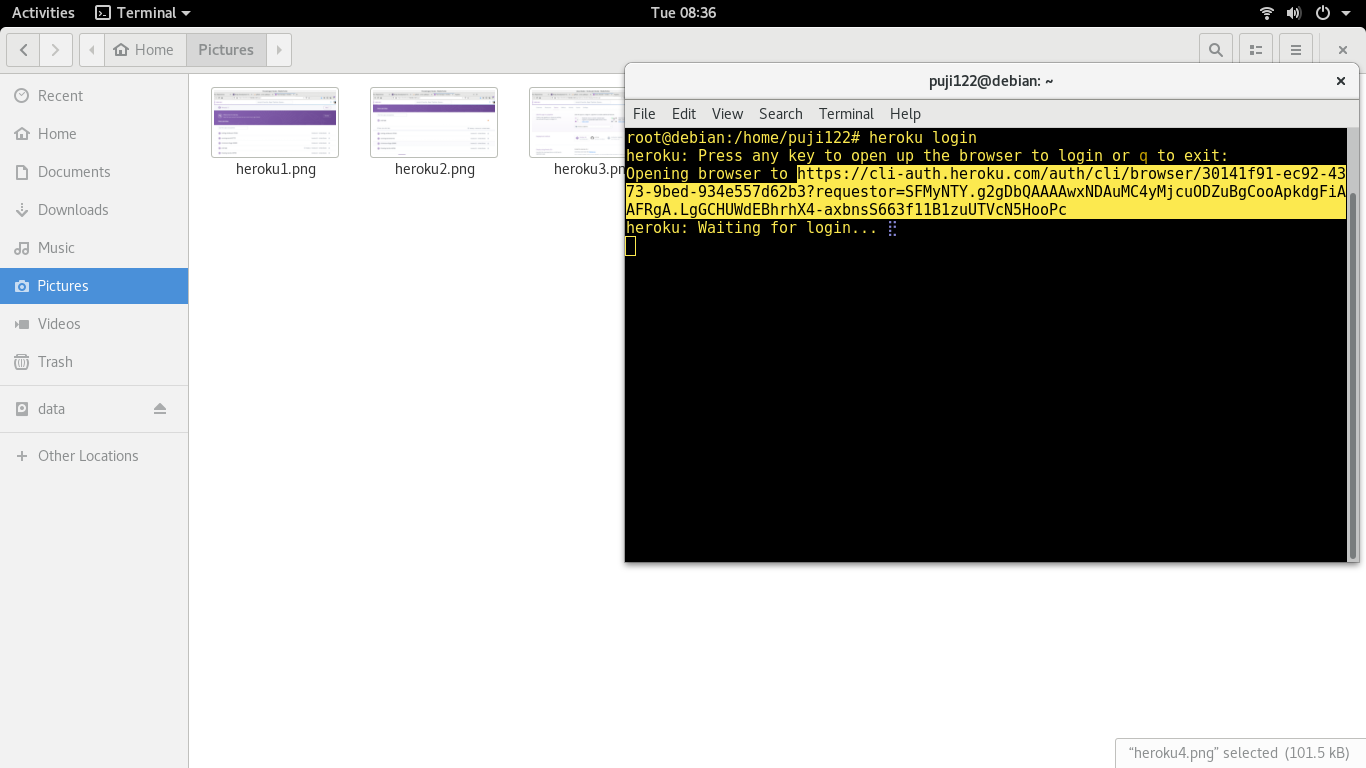 Activities Terminal Tue 08:36
Home Pictures
Recent
Home
Documents
Downloads
Music
Pictures
Videos
Trash
data
Other Locations
heroku1.png heroku2.png heroku3.pn
puji122@debian: ~
File Edit View Search Terminal Help
root@debian:/home/puji122# heroku login
heroku: Press any key to open up the browser to login or q to exit:
Opening browser to https://cli-auth.heroku.com/auth/cli/browser/30141f91-ec92-43
73-9bed-934e557d62b3?requestor=SFMyNTY.g2gDbQAAAAwxNDAuMC4yMjcuODZuBgCooApkdgFiA
AFRgA.LgGCHUWdEBhrhX4-axbnsS663f11B1zuUTVcN5HooPc
heroku: Waiting for login... ⡿
“heroku4.png” selected (101.5 kB)